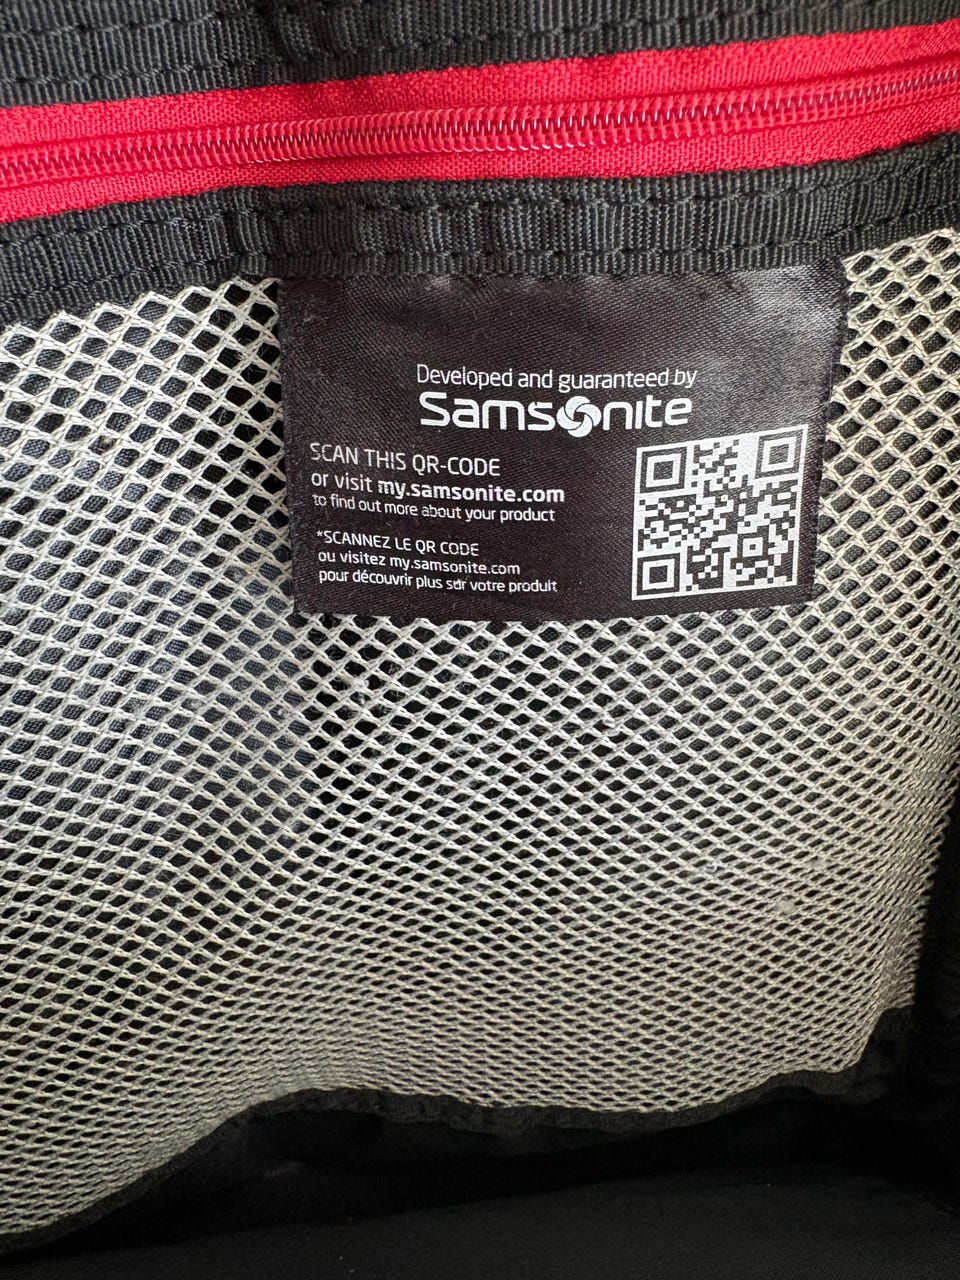 Developed and guaranteed by
Samsonite
SCAN THIS QR-CODE
or visit my.samsonite.com
to find out more about your product
*SCANNEZ LE QR CODE
ou visitez my.samsonite.com
pour découvrir plus sdr votre produit